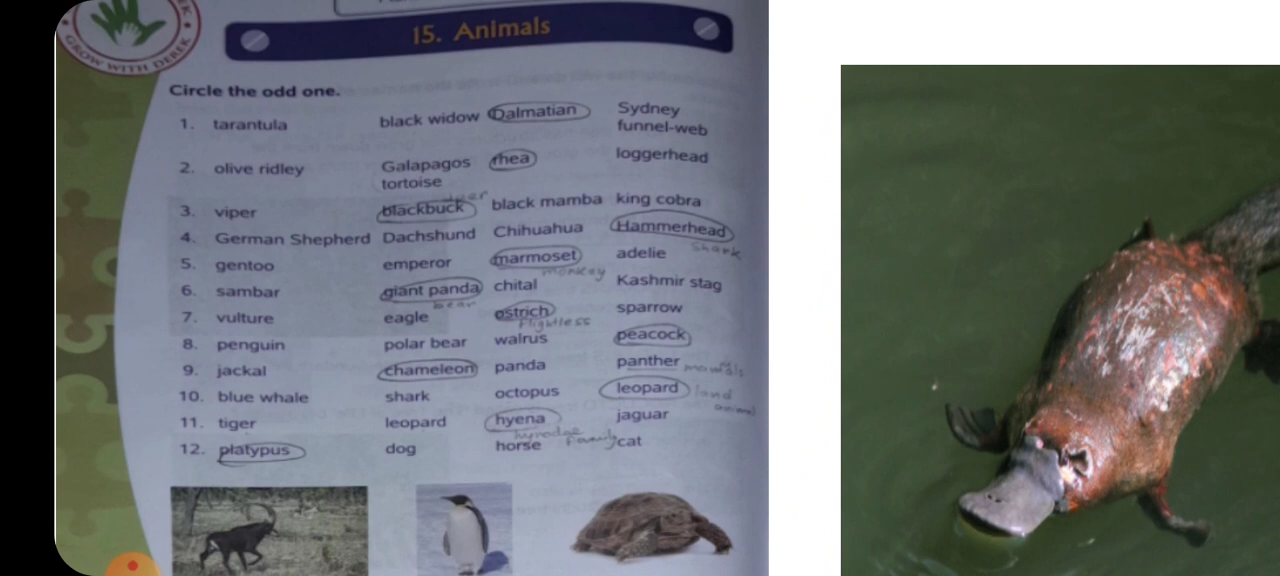 GROW WITH DEREK
15. Animals
Circle the odd one.
1. tarantula black widow Dalmatian Sydney
funnel-web
2. olive ridley Galapagos rhea loggerhead
tortoise
deer
3. viper blackbuck black mamba king cobra
4. German Shepherd Dachshund Chihuahua Hammerhead
shark
5. gentoo emperor marmoset adelie
monkey
6. sambar giant panda chital Kashmir stag
bear
7. vulture eagle ostrich sparrow
flightless
8. penguin polar bear walrus peacock
9. jackal chameleon panda panther
10. blue whale shark octopus leopard land
animal
11. tiger leopard hyena jaguar
Family
12. platypus dog horse cat